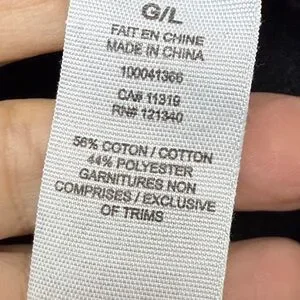 G/L
FAIT EN CHINE
MADE IN CHINA
100041366
CA# 11319
RN# 121340
56% COTON / COTTON
44% POLYESTER
GARNITURES NON
COMPRISES / EXCLUSIVE
OF TRIMS